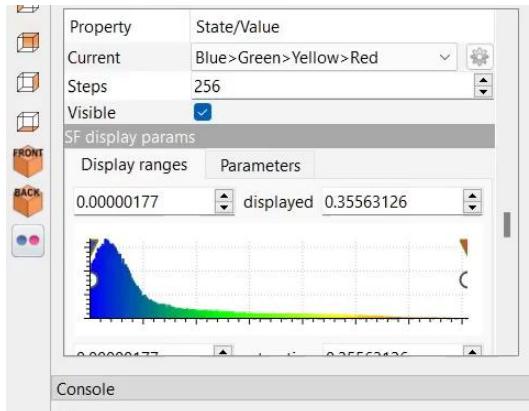 Property State/Value
Current Blue>Green>Yellow>Red
Steps 256
Visible
SF display params
Display ranges Parameters
FRONT
0.00000177 displayed 0.35563126
BACK
Console